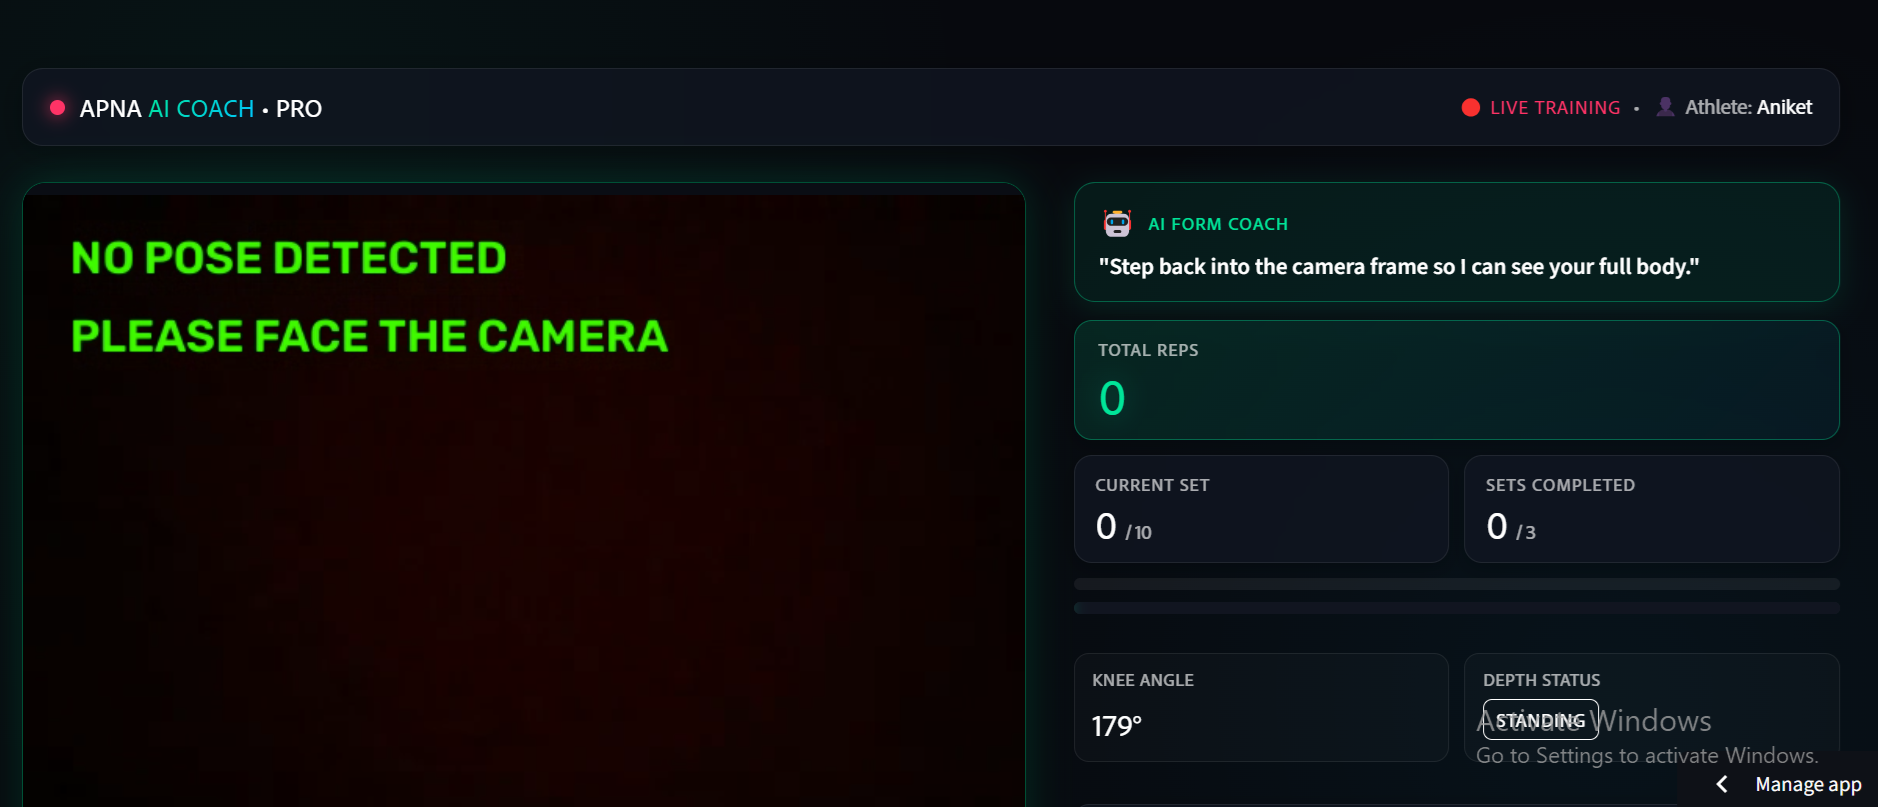 APNA AI COACH • PRO
LIVE TRAINING • Athlete: Aniket
NO POSE DETECTED
PLEASE FACE THE CAMERA
AI FORM COACH
"Step back into the camera frame so I can see your full body."
TOTAL REPS
0
CURRENT SET
0 / 10
SETS COMPLETED
0 / 3
KNEE ANGLE
179°
DEPTH STATUS
STANDING
Activate Windows
Go to Settings to activate Windows.
Manage app